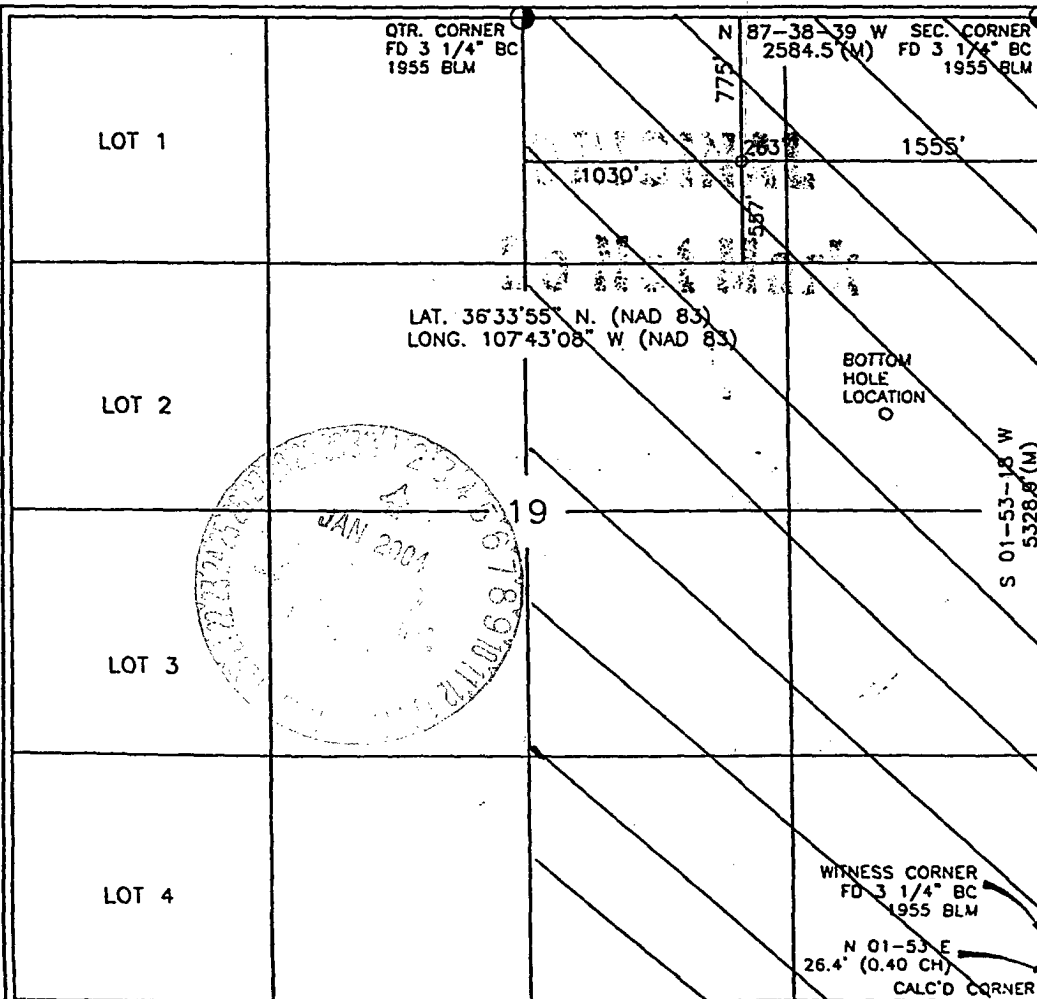 QTR. CORNER
FD 3 1/4" BC
1955 BLM
N 87-38-39 W
2584.5'(M)
SEC. CORNER
FD 3 1/4" BC
1955 BLM
775'
LOT 1
263'
1555'
1030'
557'
LAT. 36°33'55" N. (NAD 83)
LONG. 107°43'08" W (NAD 83)
BOTTOM
HOLE
LOCATION
LOT 2
S 01-53-18 W
5328.9'(M)
19
JAN 2004
LOT 3
WITNESS CORNER
FD 3 1/4" BC
1955 BLM
LOT 4
N 01-53 E
26.4' (0.40 CH)
CALC'D CORNER